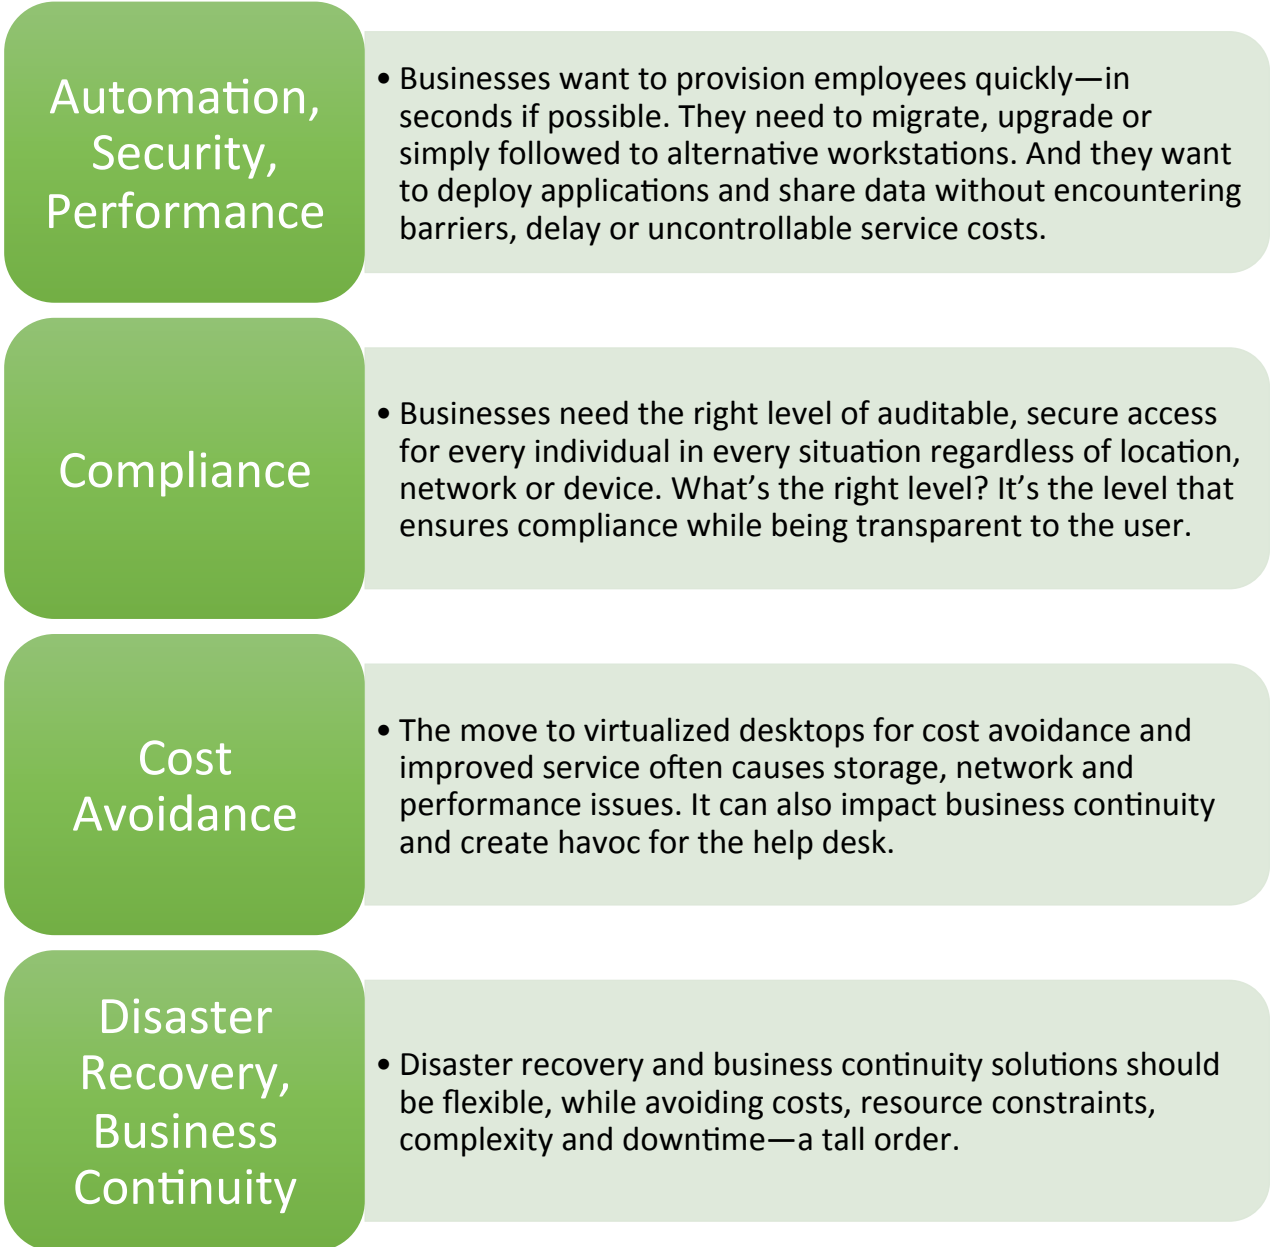 Automation,
Security,
Performance
• Businesses want to provision employees quickly—in
seconds if possible. They need to migrate, upgrade or
simply followed to alternative workstations. And they want
to deploy applications and share data without encountering
barriers, delay or uncontrollable service costs.
Compliance
• Businesses need the right level of auditable, secure access
for every individual in every situation regardless of location,
network or device. What’s the right level? It’s the level that
ensures compliance while being transparent to the user.
Cost
Avoidance
• The move to virtualized desktops for cost avoidance and
improved service often causes storage, network and
performance issues. It can also impact business continuity
and create havoc for the help desk.
Disaster
Recovery,
Business
Continuity
• Disaster recovery and business continuity solutions should
be flexible, while avoiding costs, resource constraints,
complexity and downtime—a tall order.